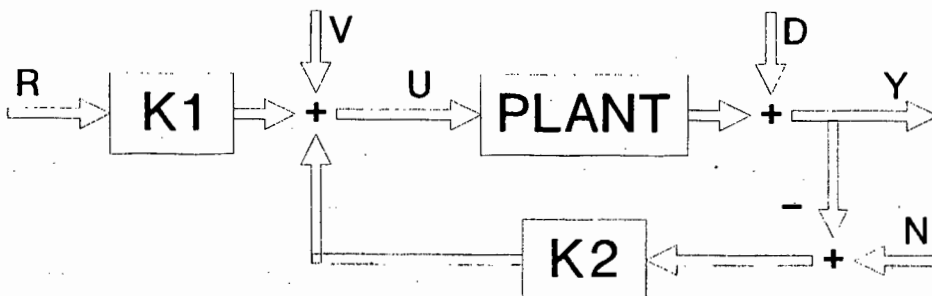 V
D
R
U
Y
K1
+
PLANT
+
−
N
K2
+